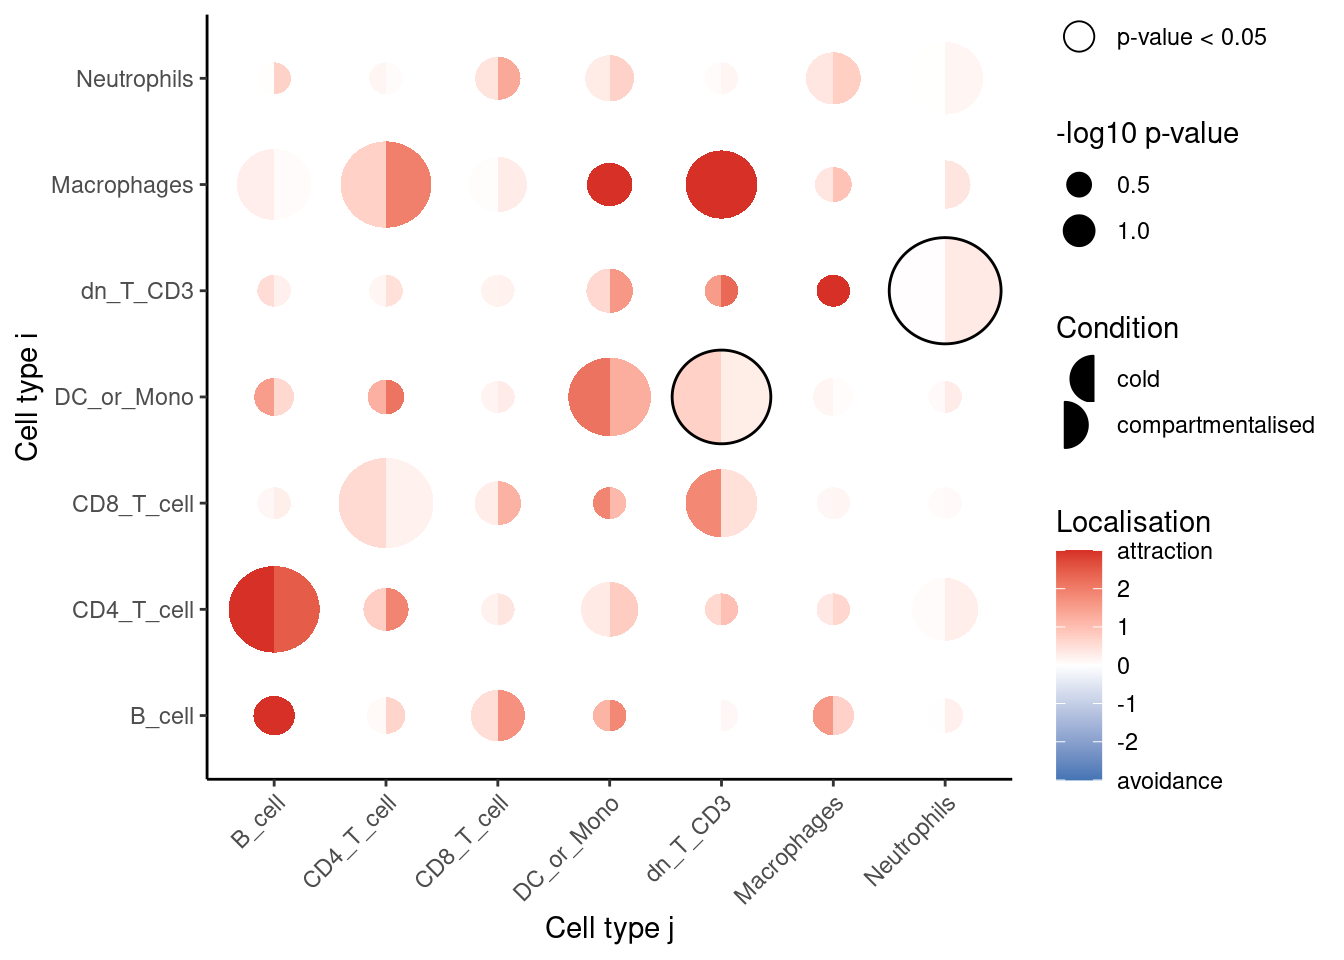 Cell type i
Neutrophils
Macrophages
dn_T_CD3
DC_or_Mono
CD8_T_cell
CD4_T_cell
B_cell
B_cell
CD4_T_cell
CD8_T_cell
DC_or_Mono
dn_T_CD3
Macrophages
Neutrophils
Cell type j
p-value < 0.05
-log10 p-value
0.5
1.0
Condition
cold
compartmentalised
Localisation
attraction
2
1
0
-1
-2
avoidance